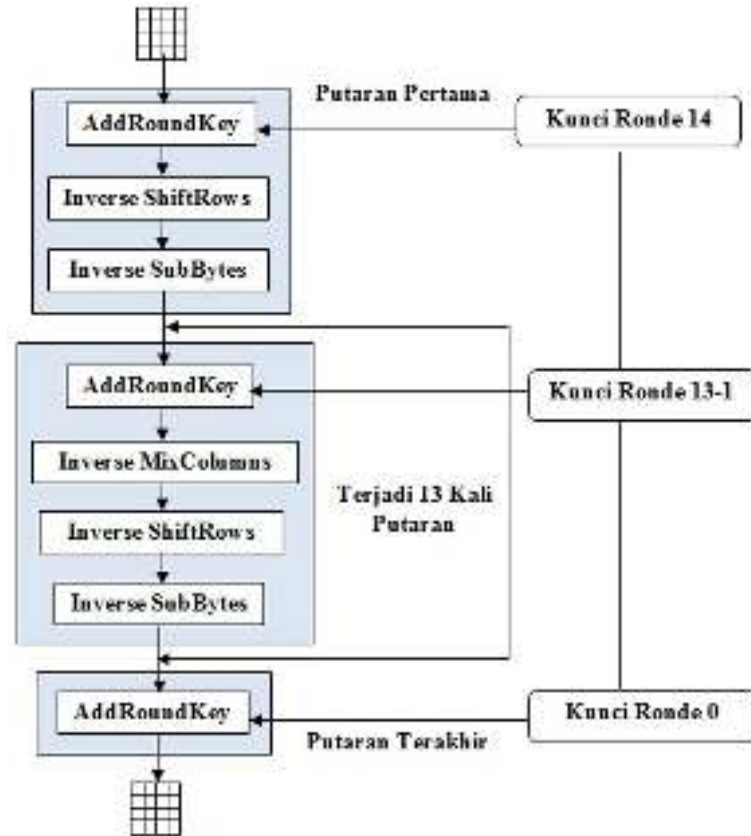 Putaran Pertama
Kunci Ronde 14
AddRoundKey
Inverse ShiftRows
Inverse SubBytes
AddRoundKey
Kunci Ronde 13-1
Inverse MixColumns
Terjadi 13 Kali
Putaran
Inverse ShiftRows
Inverse SubBytes
AddRoundKey
Kunci Ronde 0
Putaran Terakhir